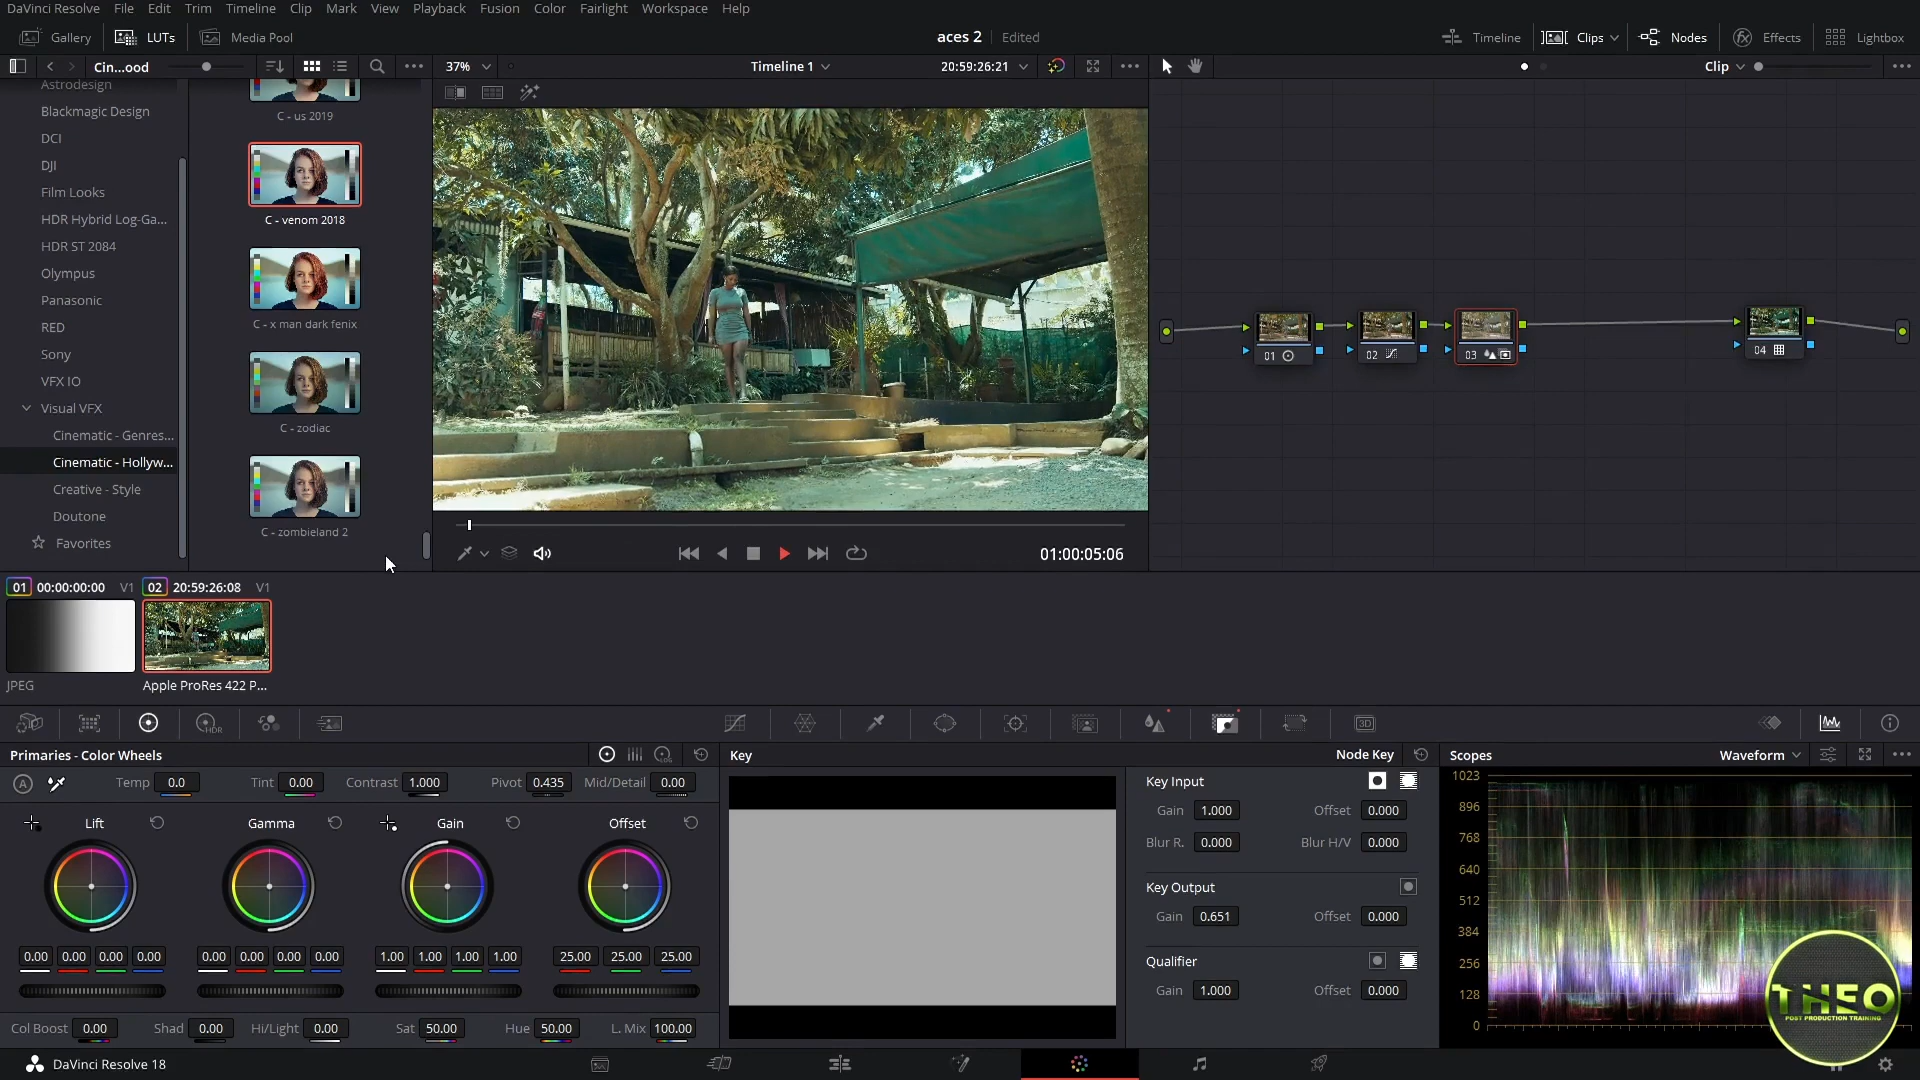 DaVinci Resolve File Edit Trim Timeline Clip Mark View Playback Fusion Color Fairlight Workspace Help
Gallery LUTs Media Pool aces 2 Edited Timeline Clips Nodes Effects Lightbox
Cin...ood 37% Timeline 1 20:59:26:21 Clip
Astrodesign
Blackmagic Design
DCI
DJI
Film Looks
HDR Hybrid Log-Ga...
HDR ST 2084
Olympus
Panasonic
RED
Sony
VFX IO
Visual VFX
Cinematic - Genres...
Cinematic - Hollyw...
Creative - Style
Doutone
Favorites
C - us 2019
C - venom 2018
C - x man dark fenix
C - zodiac
C - zombieland 2
01:00:05:06
01
02
03
04
01 00:00:00:00 V1 02 20:59:26:08 V1
JPEG Apple ProRes 422 P...
HDR
3D
Primaries - Color Wheels
LOG
A Temp 0.0 Tint 0.00 Contrast 1.000 Pivot 0.435 Mid/Detail 0.00
Lift Gamma Gain Offset
0.00 0.00 0.00 0.00 0.00 0.00 0.00 0.00 1.00 1.00 1.00 1.00 25.00 25.00 25.00
Col Boost 0.00 Shad 0.00 Hi/Light 0.00 Sat 50.00 Hue 50.00 L. Mix 100.00
Key Node Key
Key Input
Gain 1.000 Offset 0.000
Blur R. 0.000 Blur H/V 0.000
Key Output
Gain 0.651 Offset 0.000
Qualifier
Gain 1.000 Offset 0.000
Scopes Waveform
1023
896
768
640
512
384
256
128
0
THEO
POST PRODUCTION TRAINING
DaVinci Resolve 18